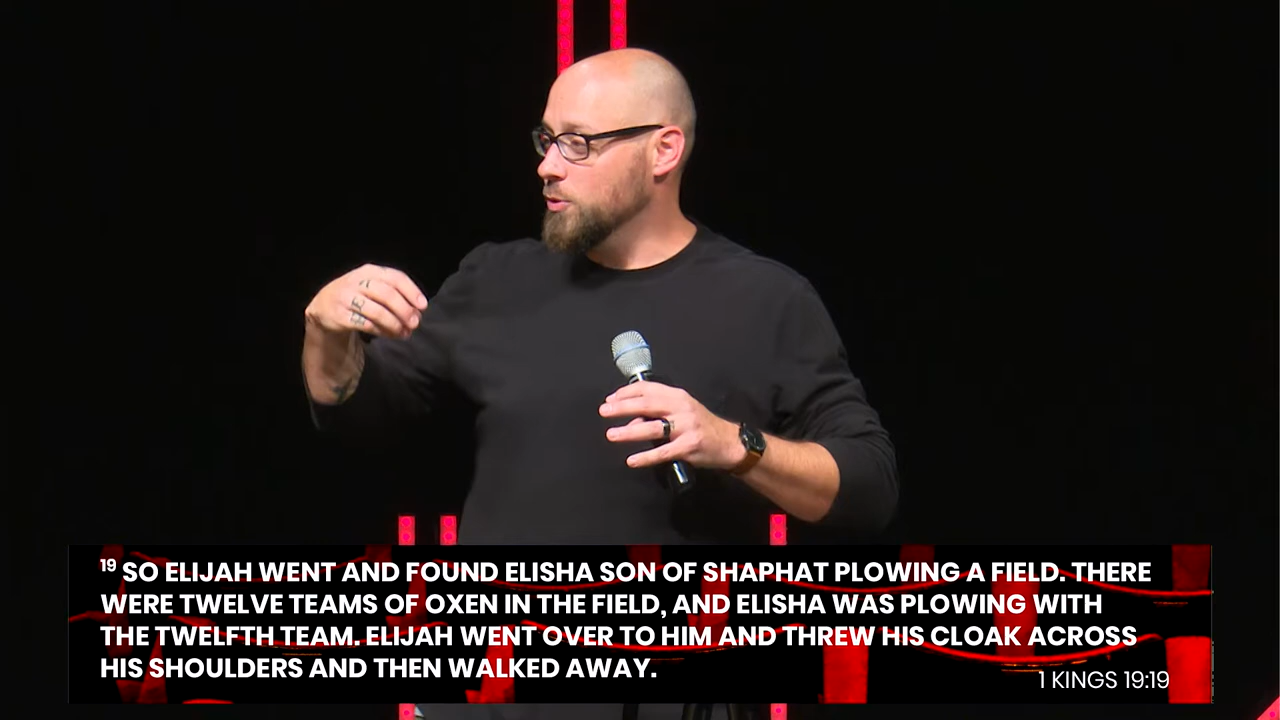 19 SO ELIJAH WENT AND FOUND ELISHA SON OF SHAPHAT PLOWING A FIELD. THERE
WERE TWELVE TEAMS OF OXEN IN THE FIELD, AND ELISHA WAS PLOWING WITH
THE TWELFTH TEAM. ELIJAH WENT OVER TO HIM AND THREW HIS CLOAK ACROSS
HIS SHOULDERS AND THEN WALKED AWAY.
1 KINGS 19:19